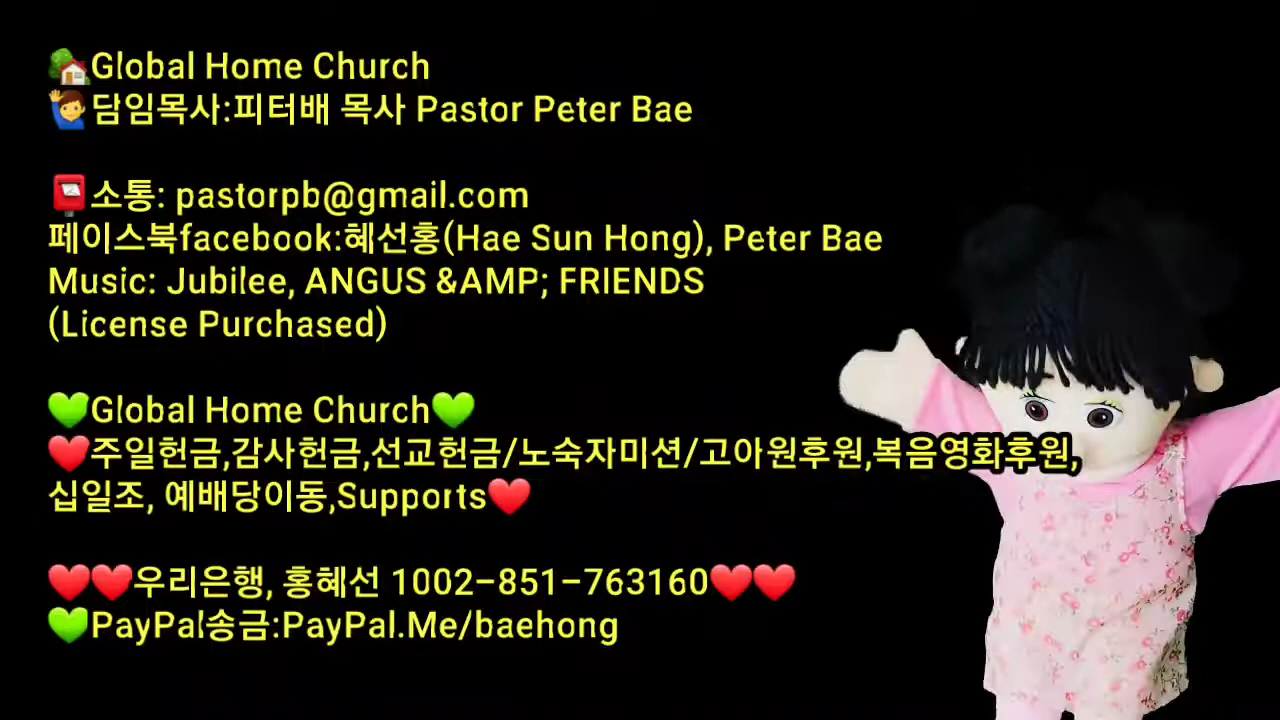 Global Home Church
담임목사:피터배 목사 Pastor Peter Bae
소통: pastorpb@gmail.com
페이스북facebook:혜선홍(Hae Sun Hong), Peter Bae
Music: Jubilee, ANGUS &AMP; FRIENDS
(License Purchased)
Global Home Church
주일헌금,감사헌금,선교헌금/노숙자미션/고아원후원,복음영화후원,
십일조, 예배당이동,Supports
우리은행, 홍혜선 1002-851-763160
PayPal송금:PayPal.Me/baehong